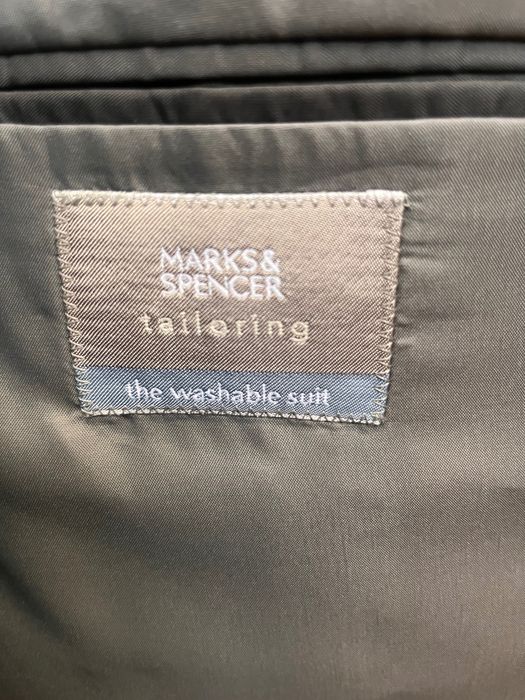 MARKS&
SPENCER
tailoring
the washable suit